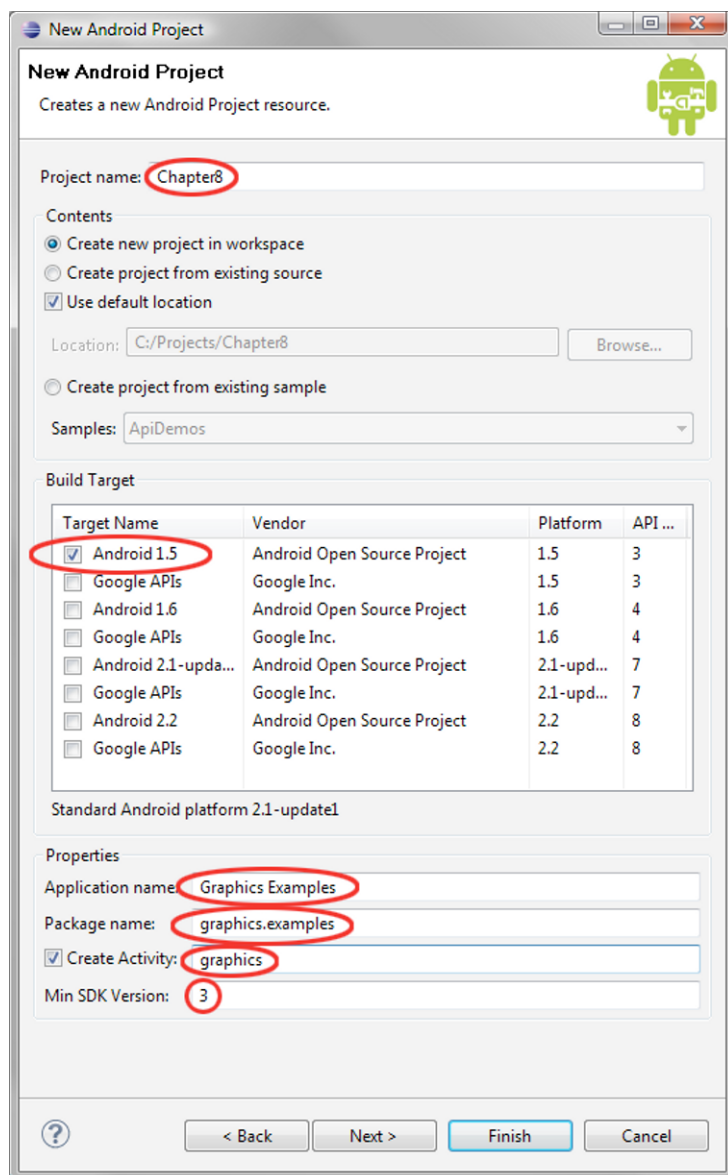 New Android Project
New Android Project
Creates a new Android Project resource.
Project name: Chapter8
Contents
Create new project in workspace
Create project from existing source
Use default location
Location: C:/Projects/Chapter8 Browse...
Create project from existing sample
Samples: ApiDemos
Build Target
Target Name Vendor Platform API ...
Android 1.5 Android Open Source Project 1.5 3
Google APIs Google Inc. 1.5 3
Android 1.6 Android Open Source Project 1.6 4
Google APIs Google Inc. 1.6 4
Android 2.1-upda... Android Open Source Project 2.1-upd... 7
Google APIs Google Inc. 2.1-upd... 7
Android 2.2 Android Open Source Project 2.2 8
Google APIs Google Inc. 2.2 8
Standard Android platform 2.1-update1
Properties
Application name: Graphics Examples
Package name: graphics.examples
Create Activity: graphics
Min SDK Version: 3
? < Back Next > Finish Cancel